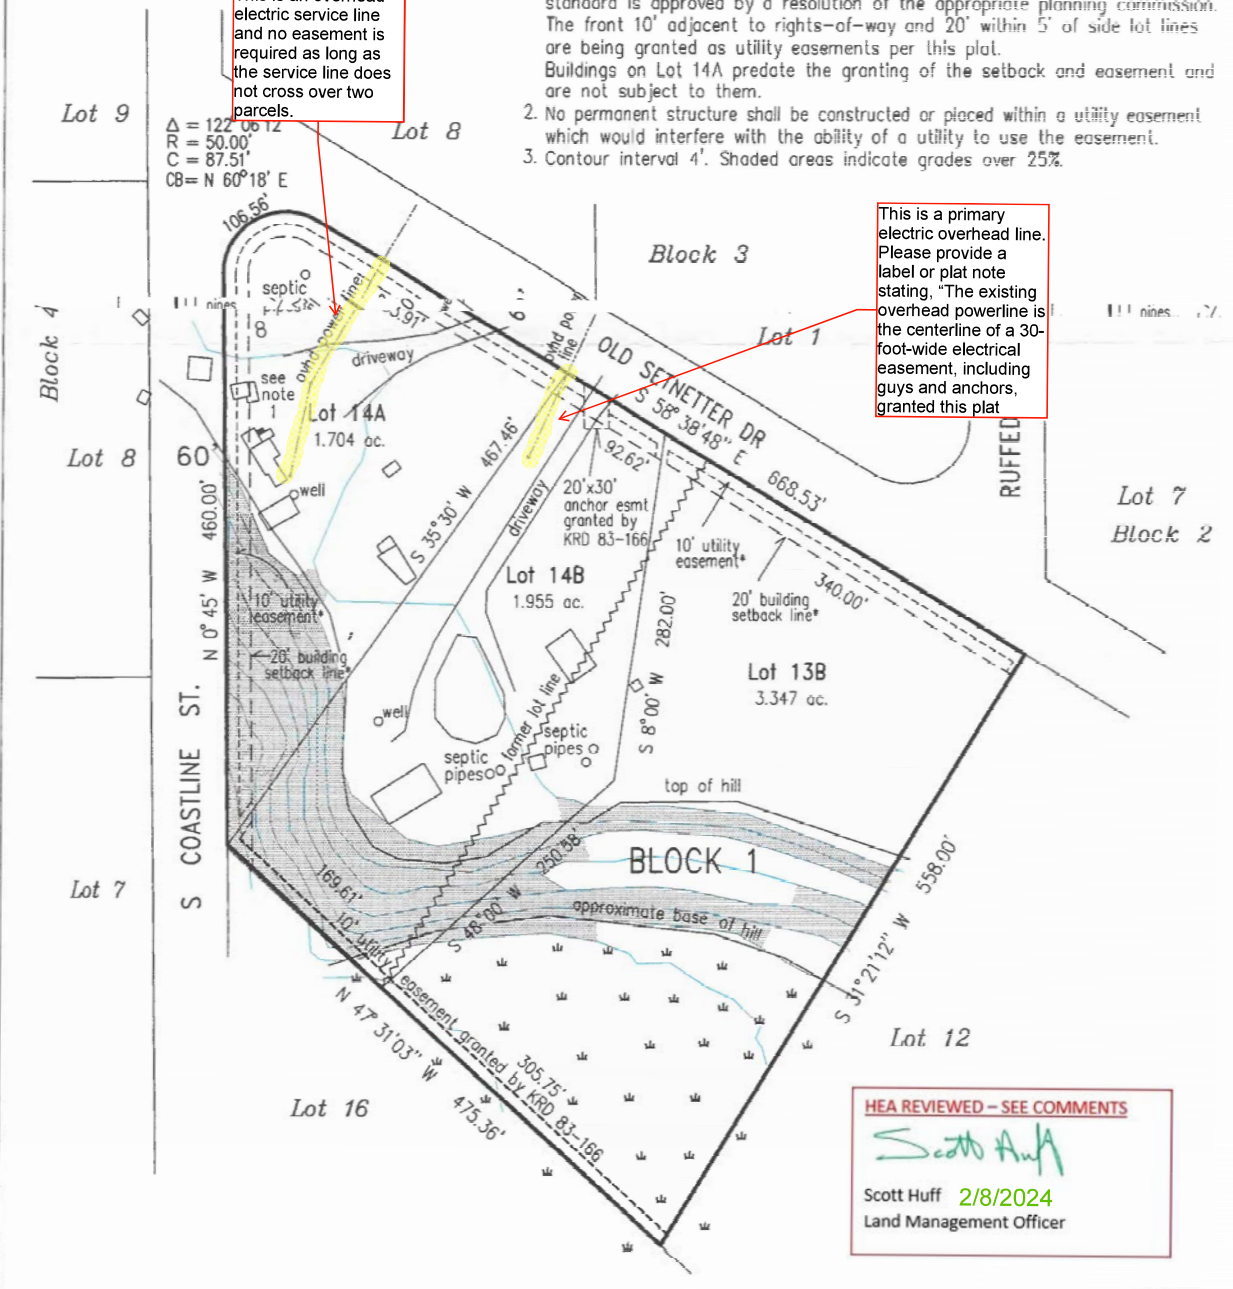 This is an overhead
electric service line
and no easement is
required as long as
the service line does
not cross over two
parcels.
standard is approved by a resolution of the appropriate planning commission.
The front 10' adjacent to rights-of-way and 20' within 5' of side lot lines
are being granted as utility easements per this plat.
Buildings on Lot 14A predate the granting of the setback and easement and
are not subject to them.
2. No permanent structure shall be constructed or placed within a utility easement
which would interfere with the ability of a utility to use the easement.
3. Contour interval 4'. Shaded areas indicate grades over 25%.
Lot 9
Δ = 122°06'12"
R = 50.00'
C = 87.51'
CB= N 60°18' E
Lot 8
106.56'
This is a primary
electric overhead line.
Please provide a
label or plat note
stating, “The existing
overhead powerline is
the centerline of a 30-
foot-wide electrical
easement, including
guys and anchors,
granted this plat
Block 3
Lot 1
Block 4
Lot 8
septic
pines
8
ovhd power line
driveway
see
note
1
Lot 14A
1.704 ac.
60'
well
ovhd
line
OLD SETNETTER DR
S 58°38'48" E
668.53'
RUFFED
Lot 7
Block 2
467.46'
S 35°30' W
92.62'
driveway
20'x30'
anchor esmt
granted by
KRD 83-166
10' utility
easement*
20' building
setback line*
340.00'
Lot 14B
1.955 ac.
460.00'
N 0°45' W
10' utility
easement*
20' building
setback line*
282.00'
S 8°00' W
Lot 13B
3.347 ac.
S COASTLINE ST.
well
former lot line
septic
pipes
septic
pipes
top of hill
Lot 7
BLOCK 1
250.58'
S 48°00' W
169.61'
approximate base of hill
558.00'
S 31°21'12" W
10' utility easement granted by KRD 83-166
N 47°31'03" W
475.36'
305.75'
Lot 16
Lot 12
HEA REVIEWED – SEE COMMENTS
Scott Huff
Scott Huff 2/8/2024
Land Management Officer